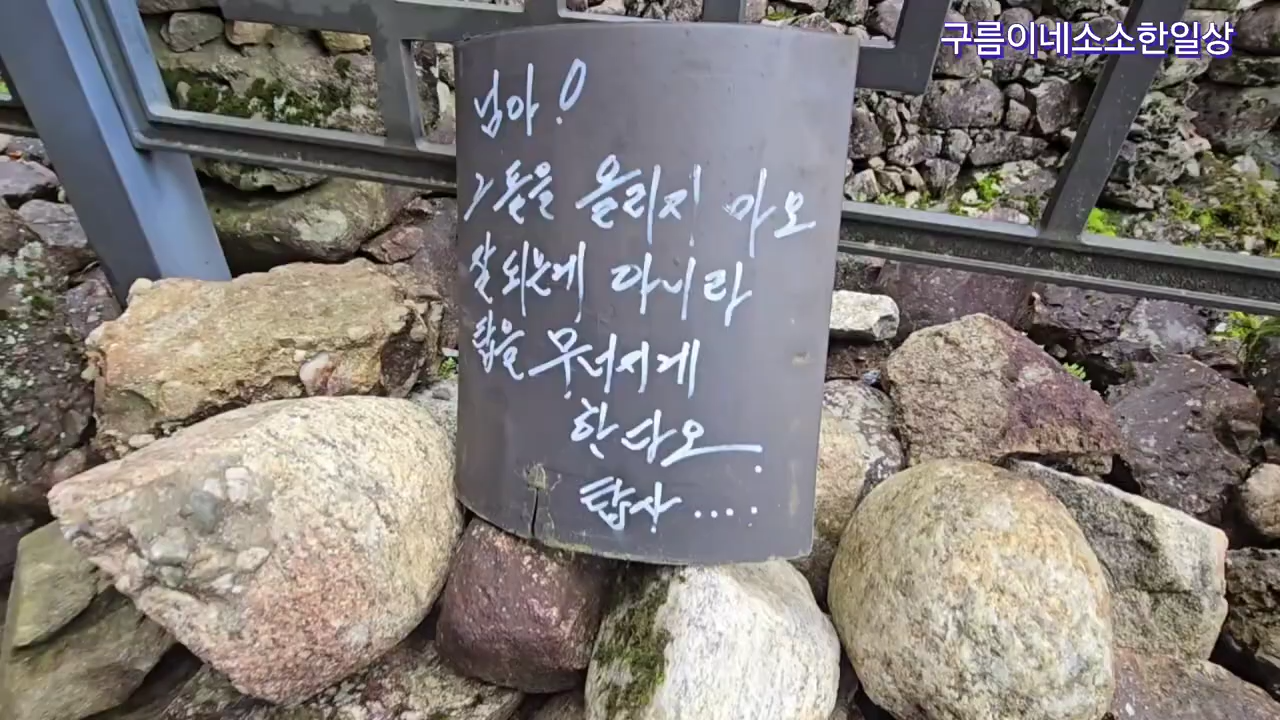 구름이네소소한일상
님아!
그 돌을 올리지 마오
잘 되는게 아니라
탑을 무너지게
한다오.
탑사....